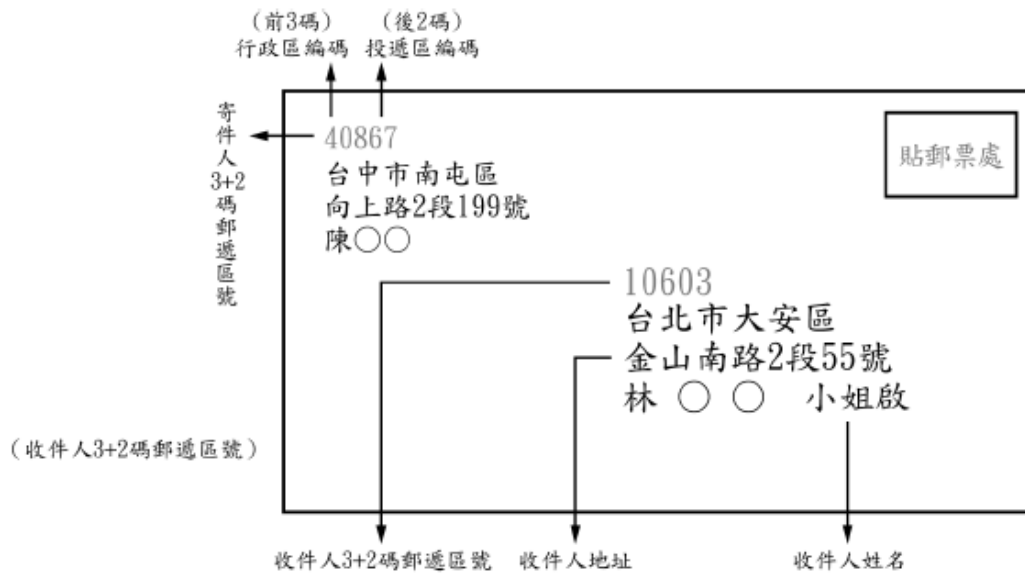 (前3碼) (後2碼)
行政區編碼 投遞區編碼
寄件人3+2碼郵遞區號
40867
台中市南屯區
向上路2段199號
陳○○
貼郵票處
10603
台北市大安區
金山南路2段55號
林 ○ ○ 小姐啟
(收件人3+2碼郵遞區號)
收件人3+2碼郵遞區號 收件人地址 收件人姓名